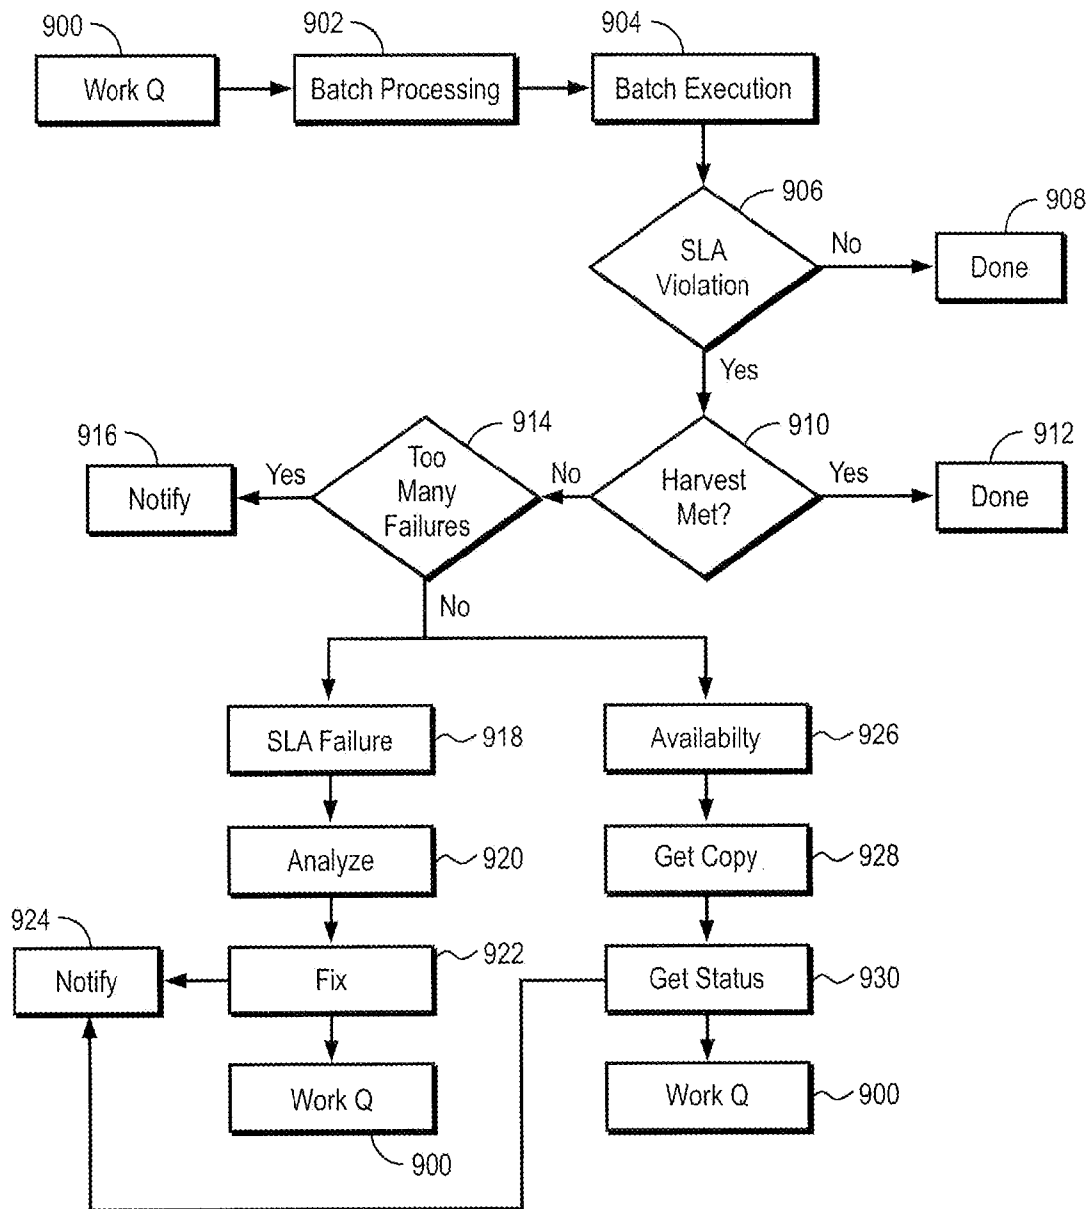 900
902
904
Work Q
Batch Processing
Batch Execution
906
908
SLA
Violation
No
Done
Yes
916
914
910
912
Notify
Yes
Too
Many
Failures
No
Harvest
Met?
Yes
Done
No
SLA Failure
918
Availabilty
926
Analyze
920
Get Copy
928
924
Notify
Fix
922
Get Status
930
Work Q
900
Work Q
900